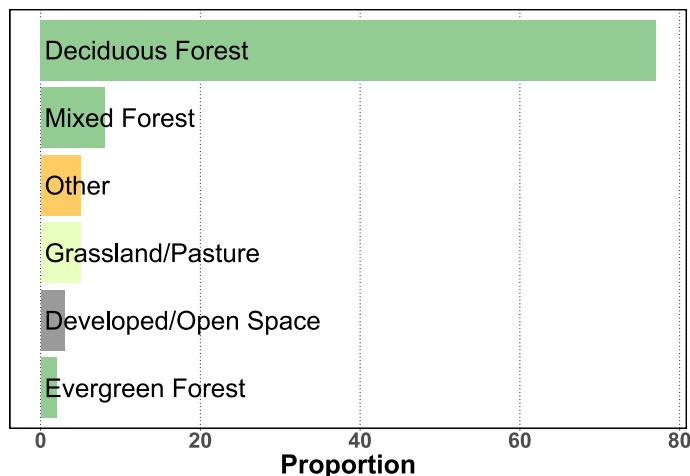 Deciduous Forest
Mixed Forest
Other
Grassland/Pasture
Developed/Open Space
Evergreen Forest
0 20 40 60 80
Proportion